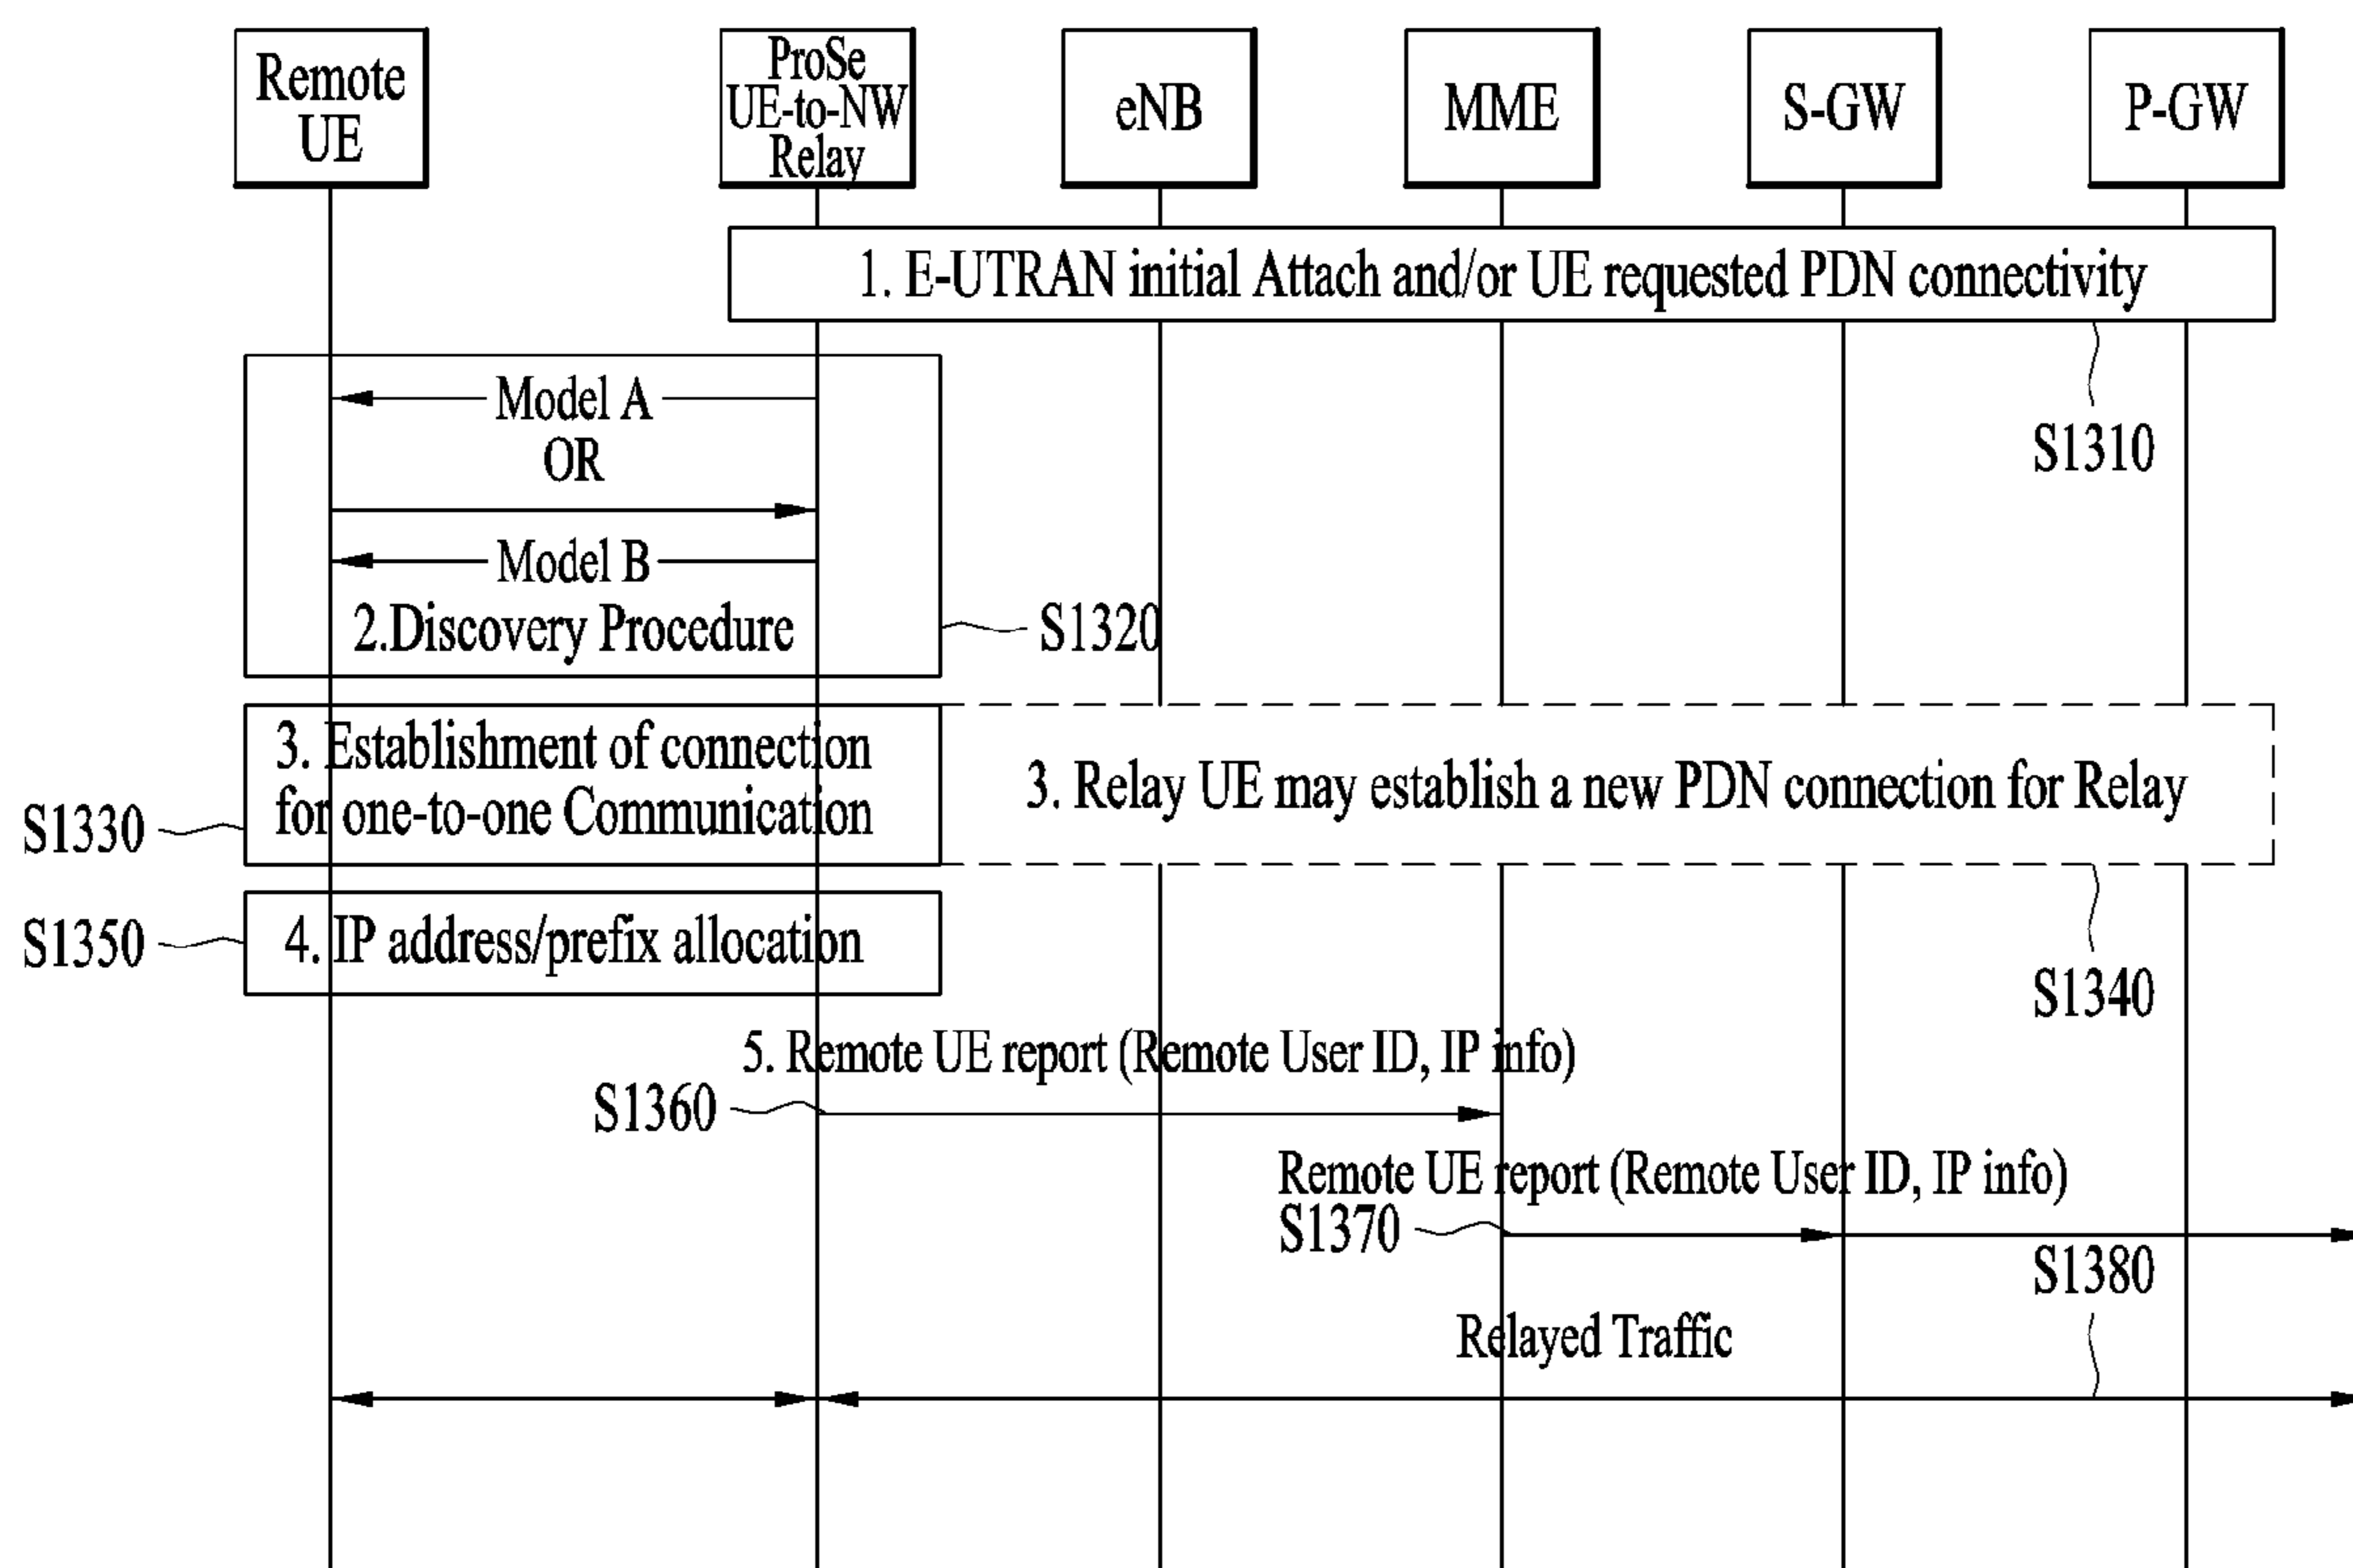 Remote
UE
ProSe
UE-to-NW
Relay
eNB
MME
S-GW
P-GW
1. E-UTRAN initial Attach and/or UE requested PDN connectivity
S1310
Model A
OR
Model B
2.Discovery Procedure
S1320
3. Establishment of connection
for one-to-one Communication
S1330
3. Relay UE may establish a new PDN connection for Relay
S1340
4. IP address/prefix allocation
S1350
5. Remote UE report (Remote User ID, IP info)
S1360
Remote UE report (Remote User ID, IP info)
S1370
S1380
Relayed Traffic